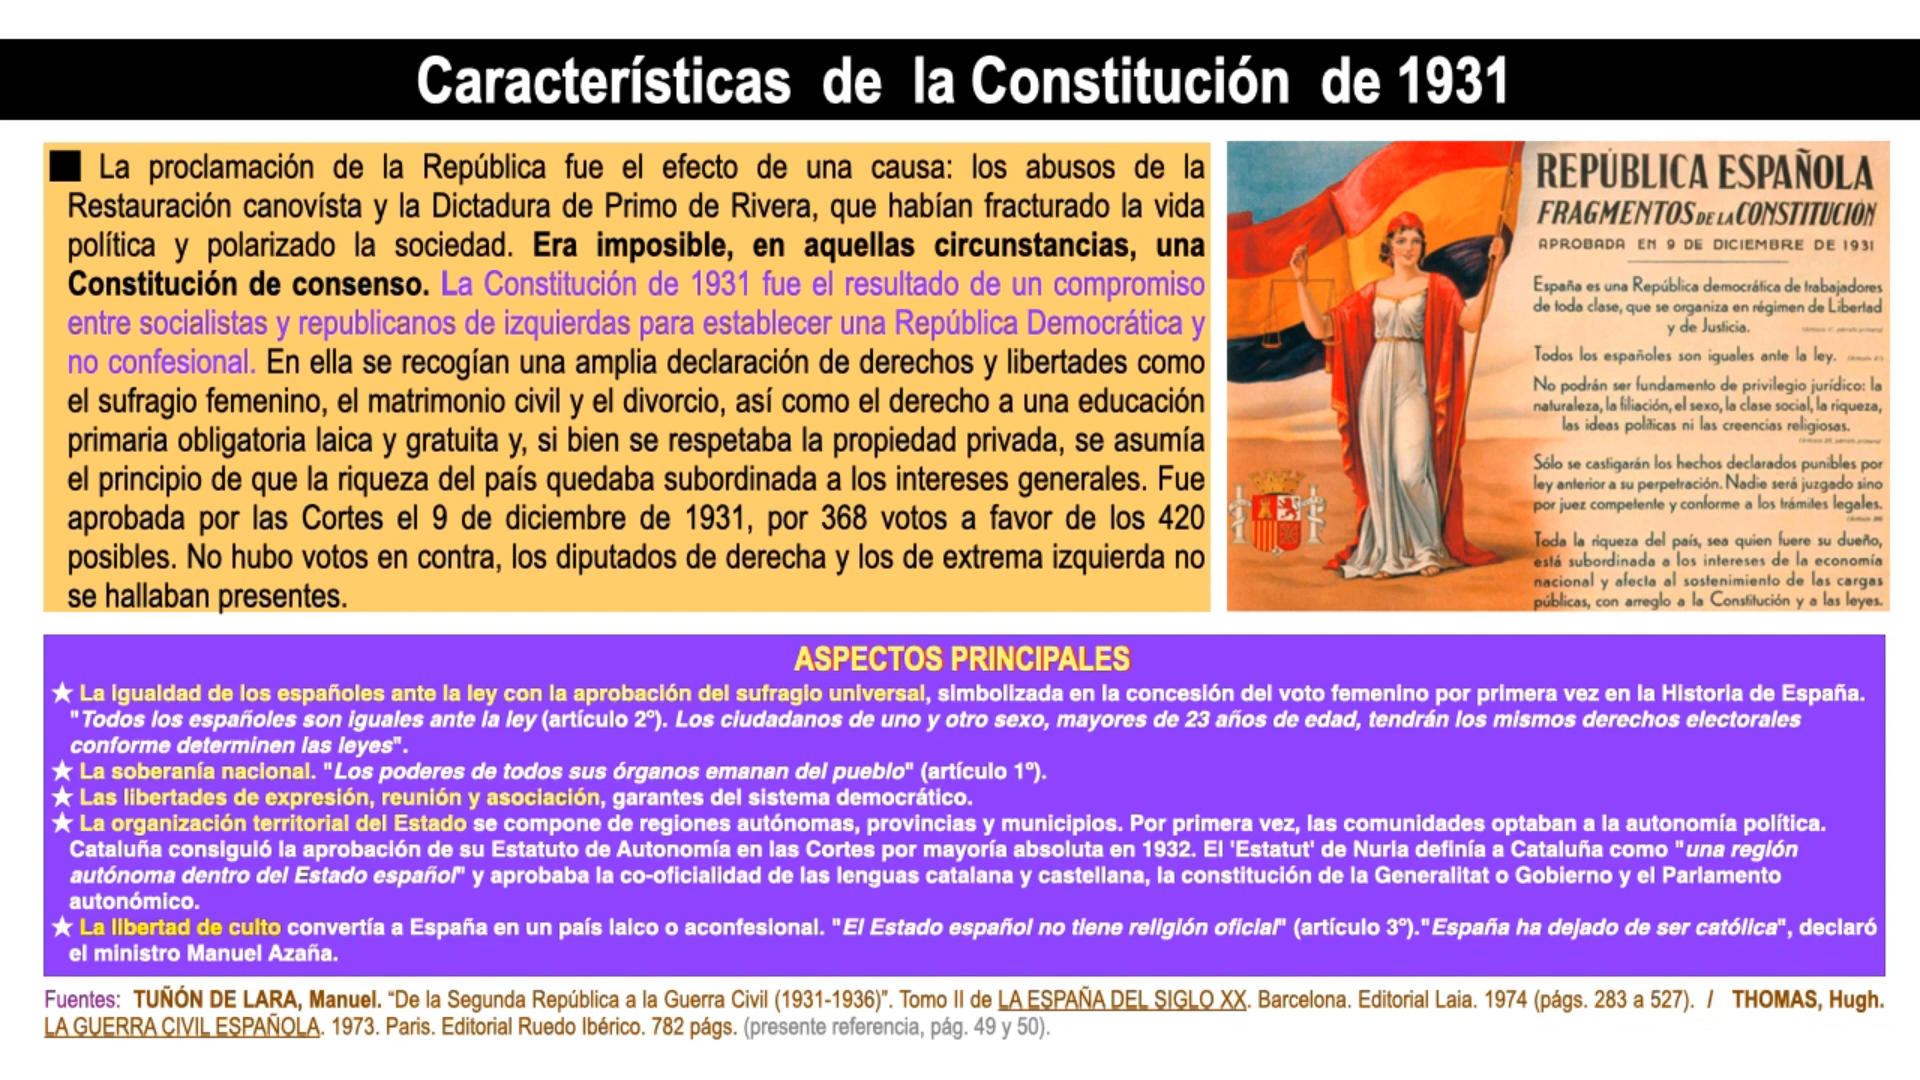 Características de la Constitución de 1931
La proclamación de la República fue el efecto de una causa: los abusos de la
Restauración canovísta y la Dictadura de Primo de Rivera, que habían fracturado la vida
política y polarizado la sociedad. Era imposible, en aquellas circunstancias, una
Constitución de consenso. La Constitución de 1931 fue el resultado de un compromiso
entre socialistas y republicanos de izquierdas para establecer una República Democrática y
no confesional. En ella se recogían una amplia declaración de derechos y libertades como
el sufragio femenino, el matrimonio civil y el divorcio, así como el derecho a una educación
primaria obligatoria laica y gratuita y, si bien se respetaba la propiedad privada, se asumía
el principio de que la riqueza del país quedaba subordinada a los intereses generales. Fue
aprobada por las Cortes el 9 de diciembre de 1931, por 368 votos a favor de los 420
posibles. No hubo votos en contra, los diputados de derecha y los de extrema izquierda no
se hallaban presentes.
REPÚBLICA ESPAÑOLA
FRAGMENTOS DE LA CONSTITUCIÓN
APROBADA EN 9 DE DICIEMBRE DE 1931
España es una República democrática de trabajadores
de toda clase, que se organiza en régimen de Libertad
y de Justicia.
Todos los españoles son iguales ante la ley.
No podrán ser fundamento de privilegio jurídico: la
naturaleza, la filiación, el sexo, la clase social, la riqueza,
las ideas políticas ni las creencias religiosas.
Sólo se castigarán los hechos declarados punibles por
ley anterior a su perpetración. Nadie será juzgado sino
por juez competente y conforme a los trámites legales.
Toda la riqueza del país, sea quien fuere su dueño,
está subordinada a los intereses de la economía
nacional y afecta al sostenimiento de las cargas
públicas, con arreglo a la Constitución y a las leyes.
ASPECTOS PRINCIPALES
★ La igualdad de los españoles ante la ley con la aprobación del sufragio universal, simbolizada en la concesión del voto femenino por primera vez en la Historia de España.
"Todos los españoles son iguales ante la ley (artículo 2º). Los ciudadanos de uno y otro sexo, mayores de 23 años de edad, tendrán los mismos derechos electorales
conforme determinen las leyes".
★ La soberanía nacional. "Los poderes de todos sus órganos emanan del pueblo" (artículo 1º).
★ Las libertades de expresión, reunión y asociación, garantes del sistema democrático.
★ La organización territorial del Estado se compone de regiones autónomas, provincias y municipios. Por primera vez, las comunidades optaban a la autonomía política.
Cataluña consiguió la aprobación de su Estatuto de Autonomía en las Cortes por mayoría absoluta en 1932. El 'Estatut' de Nuria definía a Cataluña como "una región
autónoma dentro del Estado español" y aprobaba la co-oficialidad de las lenguas catalana y castellana, la constitución de la Generalitat o Gobierno y el Parlamento
autonómico.
★ La libertad de culto convertía a España en un país laico o aconfesional. "El Estado español no tiene religión oficial" (artículo 3º)."España ha dejado de ser católica", declaró
el ministro Manuel Azaña.
Fuentes: TUÑÓN DE LARA, Manuel. “De la Segunda República a la Guerra Civil (1931-1936)”. Tomo II de LA ESPAÑA DEL SIGLO XX. Barcelona. Editorial Laia. 1974 (págs. 283 a 527). / THOMAS, Hugh.
LA GUERRA CIVIL ESPAÑOLA. 1973. Paris. Editorial Ruedo Ibérico. 782 págs. (presente referencia, pág. 49 y 50).